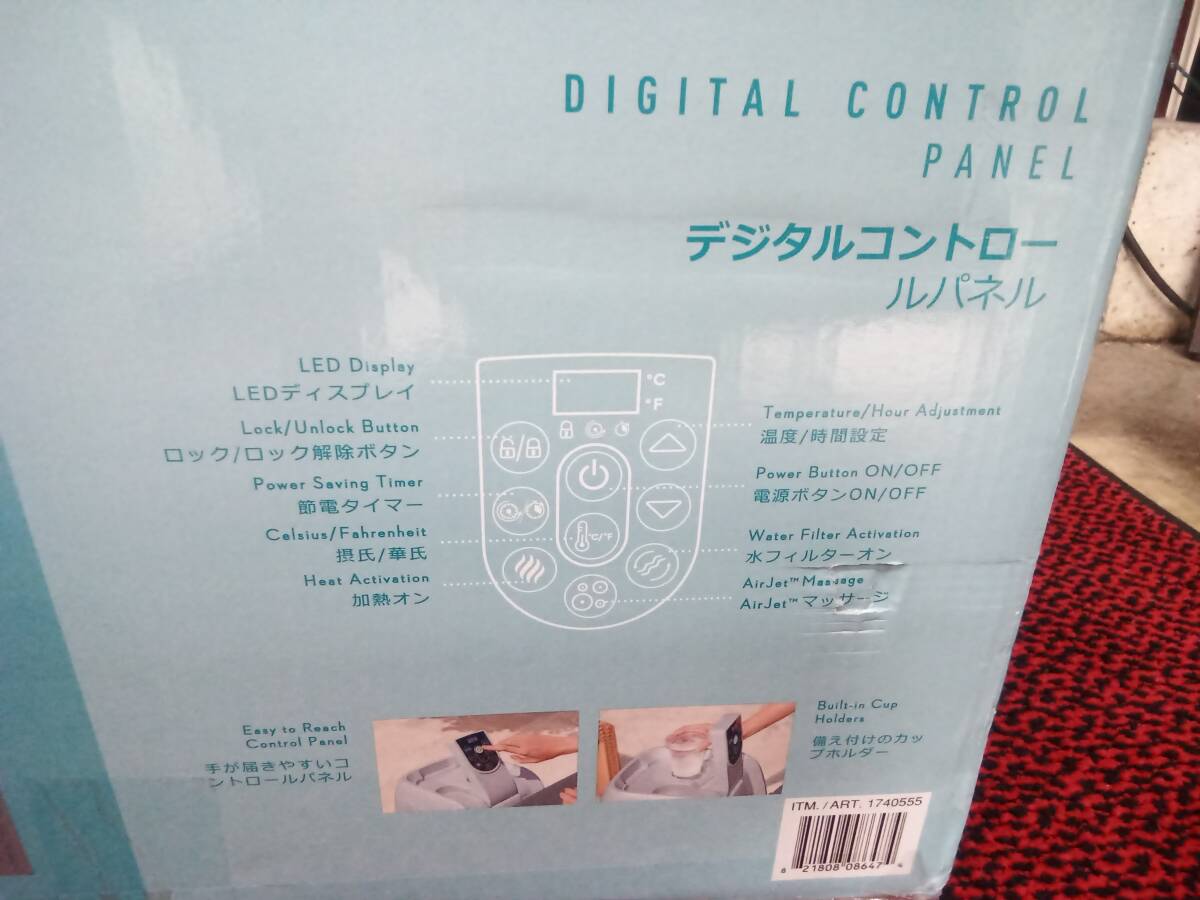 DIGITAL CONTROL
PANEL
デジタルコントロー
ルパネル
LED Display
LEDディスプレイ
Lock/Unlock Button
ロック/ロック解除ボタン
Power Saving Timer
節電タイマー
Celsius/Fahrenheit
摂氏/華氏
Heat Activation
加熱オン
°C
°F
°C/°F
Temperature/Hour Adjustment
温度/時間設定
Power Button ON/OFF
電源ボタンON/OFF
Water Filter Activation
水フィルターオン
AirJet™ Massage
AirJet™ マッサージ
Easy to Reach
Control Panel
手が届きやすいコ
ントロールパネル
Built-in Cup
Holders
備え付けのカッ
プホルダー
ITM. /ART. 1740555
8 21808 08647 4